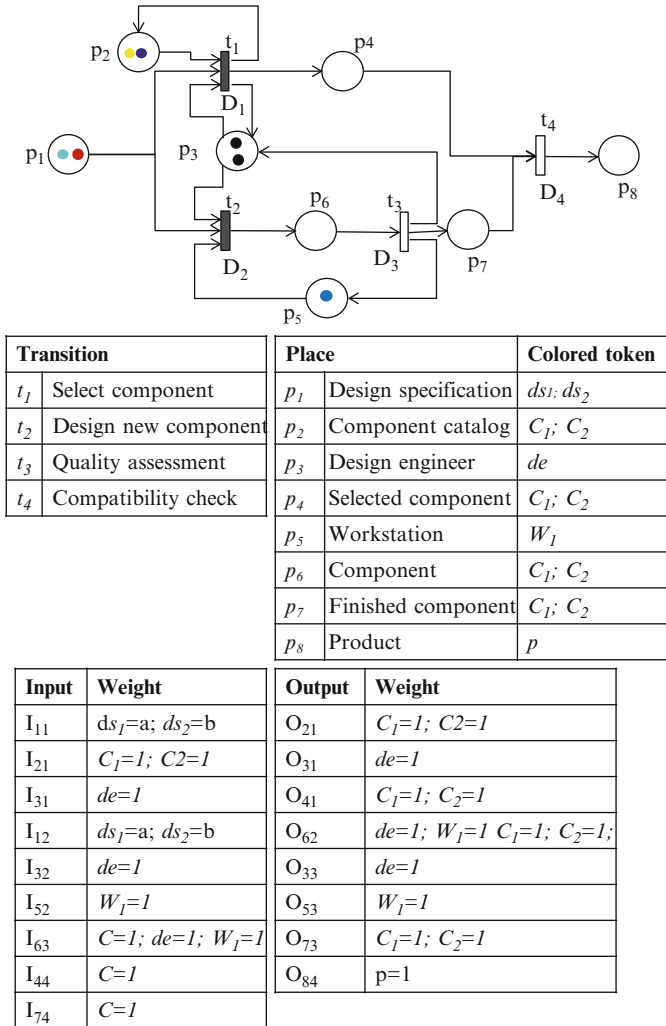 t1
p2
p4
D1
t4
p1
p3
D4
p8
t2
p6
t3
D2
D3
p7
p5
Transition
t1 Select component
t2 Design new component
t3 Quality assessment
t4 Compatibility check
Place Colored token
p1 Design specification ds1; ds2
p2 Component catalog C1; C2
p3 Design engineer de
p4 Selected component C1; C2
p5 Workstation W1
p6 Component C1; C2
p7 Finished component C1; C2
p8 Product p
Input Weight
I11 ds1=a; ds2=b
I21 C1=1; C2=1
I31 de=1
I12 ds1=a; ds2=b
I32 de=1
I52 W1=1
I63 C=1; de=1; W1=1
I44 C=1
I74 C=1
Output Weight
O21 C1=1; C2=1
O31 de=1
O41 C1=1; C2=1
O62 de=1; W1=1 C1=1; C2=1;
O33 de=1
O53 W1=1
O73 C1=1; C2=1
O84 p=1